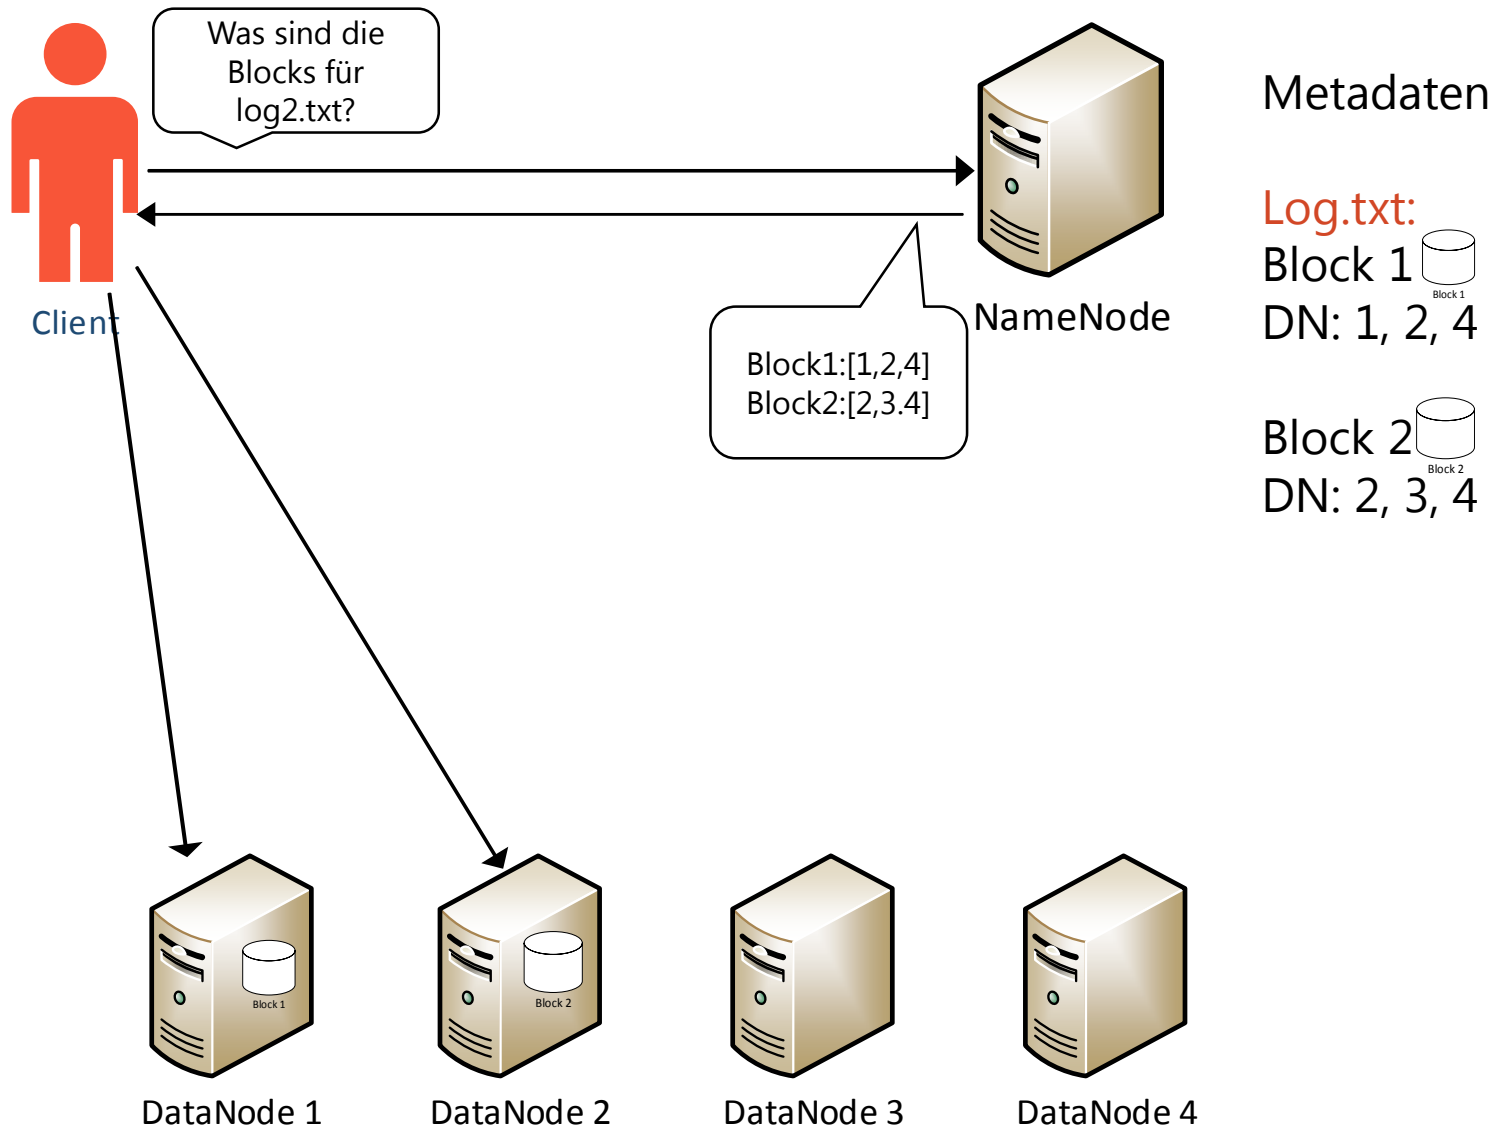 Was sind die
Blocks für
log2.txt?
Metadaten
Log.txt:
Block 1
Block 1
DN: 1, 2, 4
Block 2
Block 2
DN: 2, 3, 4
Client
NameNode
Block1:[1,2,4]
Block2:[2,3.4]
Block 1
Block 2
DataNode 1
DataNode 2
DataNode 3
DataNode 4